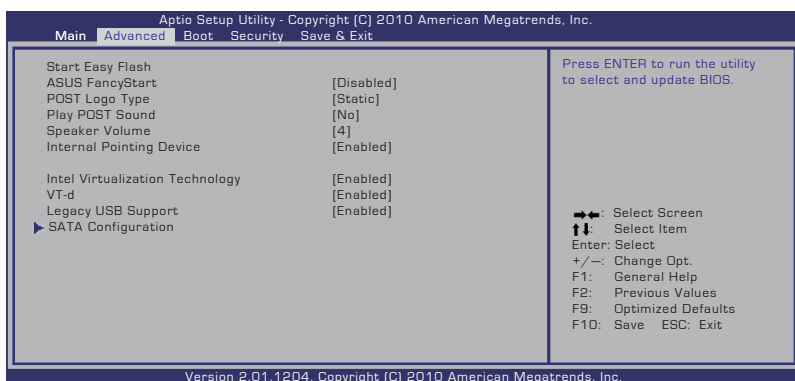 Aptio Setup Utility - Copyright (C) 2010 American Megatrends, Inc.
Main Advanced Boot Security Save & Exit
Start Easy Flash
ASUS FancyStart [Disabled]
POST Logo Type [Static]
Play POST Sound [No]
Speaker Volume [4]
Internal Pointing Device [Enabled]
Intel Virtualization Technology [Enabled]
VT-d [Enabled]
Legacy USB Support [Enabled]
SATA Configuration
Press ENTER to run the utility
to select and update BIOS.
→←: Select Screen
↑↓: Select Item
Enter: Select
+/—: Change Opt.
F1: General Help
F2: Previous Values
F9: Optimized Defaults
F10: Save ESC: Exit
Version 2.01.1204. Copyright (C) 2010 American Megatrends, Inc.